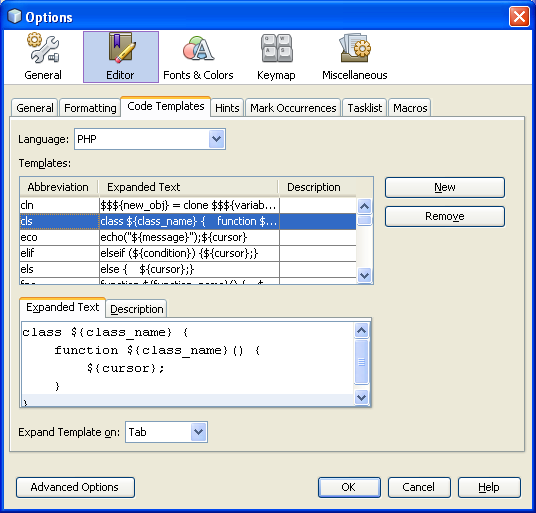 Options
General Editor Fonts & Colors Keymap Miscellaneous
General Formatting Code Templates Hints Mark Occurrences Tasklist Macros
Language: PHP
Templates:
Abbreviation Expanded Text Description
New
cln $$${new_obj} = clone $$${variab...
cls class ${class_name} { function $...
Remove
eco echo("${message}");${cursor}
elif elseif (${condition}) {${cursor};}
els else { ${cursor};}
Expanded Text Description
class ${class_name} {
function ${class_name}() {
${cursor};
}
}
Expand Template on: Tab
Advanced Options OK Cancel Help